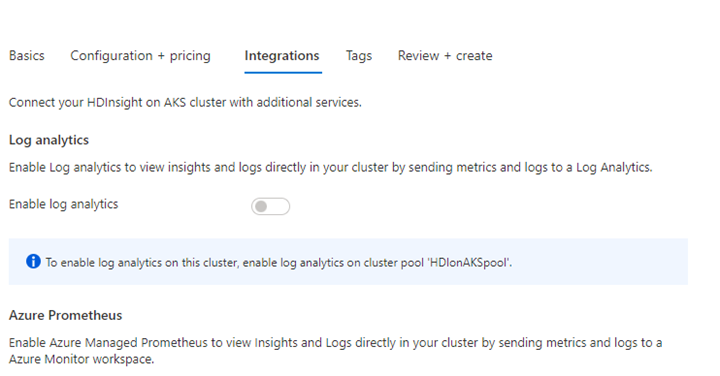 Basics Configuration + pricing Integrations Tags Review + create
Connect your HDInsight on AKS cluster with additional services.
Log analytics
Enable Log analytics to view insights and logs directly in your cluster by sending metrics and logs to a Log Analytics.
Enable log analytics
To enable log analytics on this cluster, enable log analytics on cluster pool 'HDIonAKSpool'.
Azure Prometheus
Enable Azure Managed Prometheus to view Insights and Logs directly in your cluster by sending metrics and logs to a
Azure Monitor workspace.